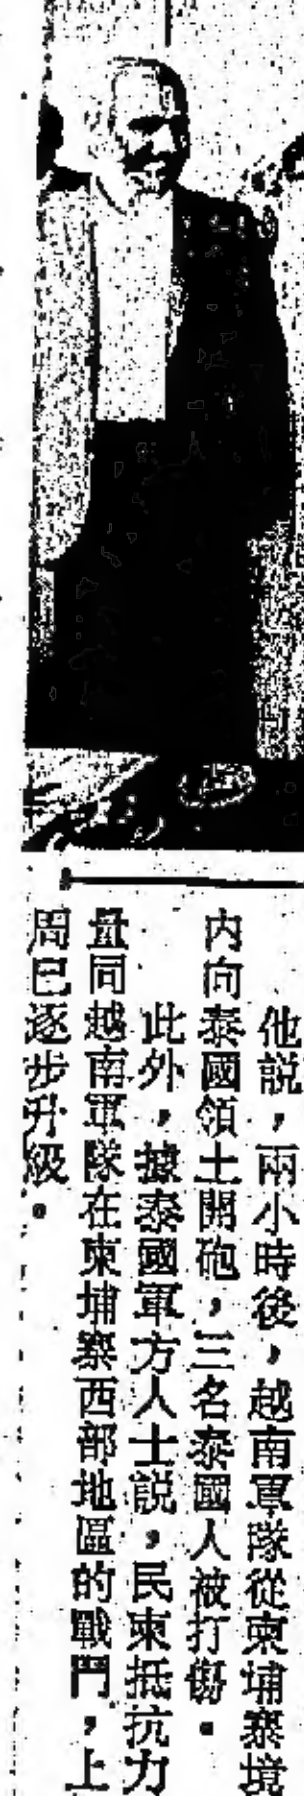 他説，兩小時後，越南軍隊從柬埔寨境
内向泰國領土開砲，三名泰國人被打傷。
此外，據泰國軍方人士説，民柬抵抗力
量同越南軍隊在柬埔寨西部地區的戰鬥，上
周已逐步升級。